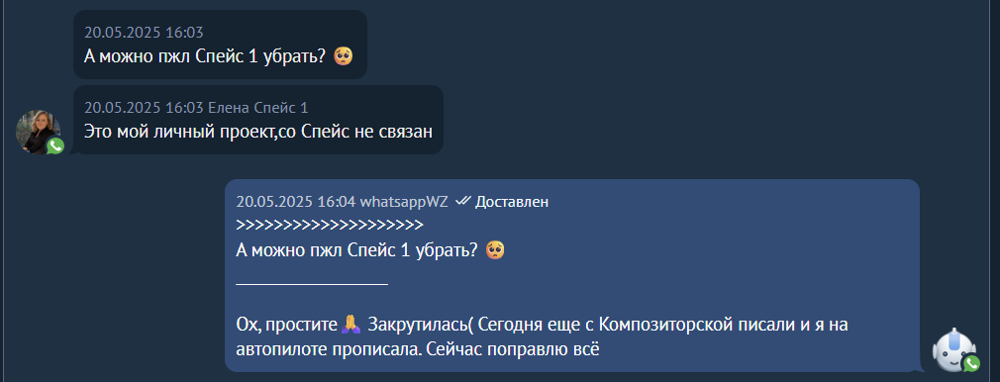 20.05.2025 16:03
А можно пжл Спейс 1 убрать? 🥺
20.05.2025 16:03 Елена Спейс 1
Это мой личный проект,со Спейс не связан
20.05.2025 16:04 whatsappWZ ✓✓ Доставлен
>>>>>>>>>>>>>>>>>>>>
А можно пжл Спейс 1 убрать? 🥺
____________________
Ох, простите🙏 Закрутилась( Сегодня еще с Композиторской писали и я на
автопилоте прописала. Сейчас поправлю всё